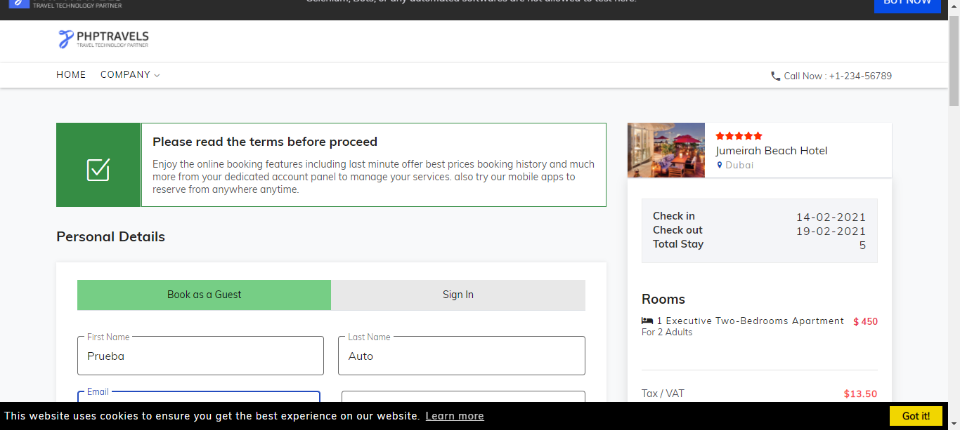 TRAVEL TECHNOLOGY PARTNER
Selenium, Bots, or any automated softwares are not allowed to test here.
BUY NOW
PHPTRAVELS
TRAVEL TECHNOLOGY PARTNER
HOME COMPANY
Call Now : +1-234-56789
Please read the terms before proceed
Enjoy the online booking features including last minute offer best prices booking history and much
more from your dedicated account panel to manage your services. also try our mobile apps to
reserve from anywhere anytime.
Jumeirah Beach Hotel
Dubai
Personal Details
Book as a Guest
Sign In
First Name
Prueba
Last Name
Auto
Email
Check in 14-02-2021
Check out 19-02-2021
Total Stay 5
Rooms
1 Executive Two-Bedrooms Apartment $ 450
For 2 Adults
Tax / VAT $13.50
This website uses cookies to ensure you get the best experience on our website. Learn more
Got it!